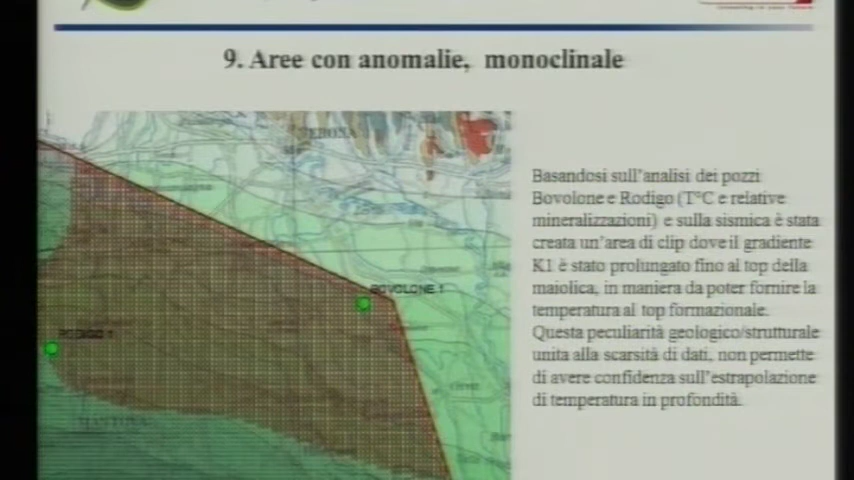 9. Aree con anomalie, monoclinale
VERONA
Basandosi sull'analisi dei pozzi
Bovolone e Rodigo (T°C e relative
mineralizzazioni) e sulla sismica è stata
creata un'area di clip dove il gradiente
K1 è stato prolungato fino al top della
maiolica, in maniera da poter fornire la
temperatura al top formazionale.
Questa peculiarità geologico/strutturale
unita alla scarsità di dati, non permette
di avere confidenza sull'estrapolazione
di temperatura in profondità.
BOVOLONE 1
RODIGO 1
MANTOVA